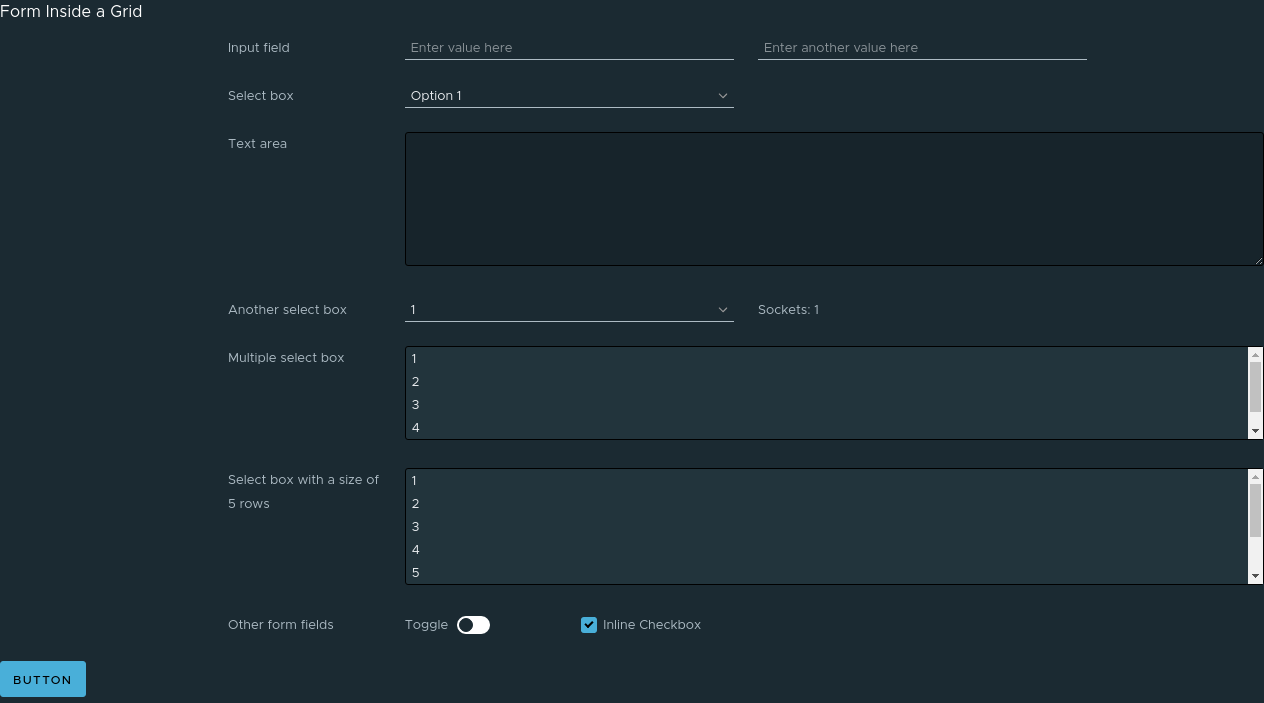 Form Inside a Grid
Input field Enter value here Enter another value here
Select box Option 1
Text area
Another select box 1 Sockets: 1
Multiple select box 1
2
3
4
Select box with a size of 1
5 rows 2
3
4
5
Other form fields Toggle Inline Checkbox
BUTTON